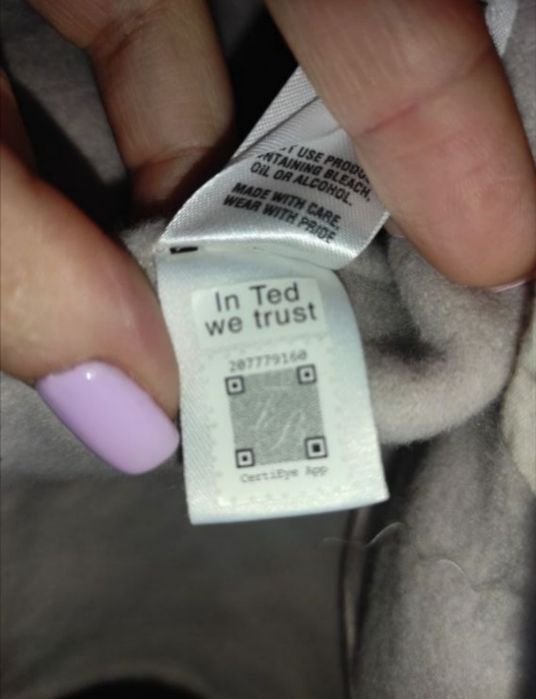 USE PRODU
NTAINING BLEACH,
OIL OR ALCOHOL.
MADE WITH CARE
WEAR WITH PRIDE
In Ted
we trust
207779160
CertiEye App